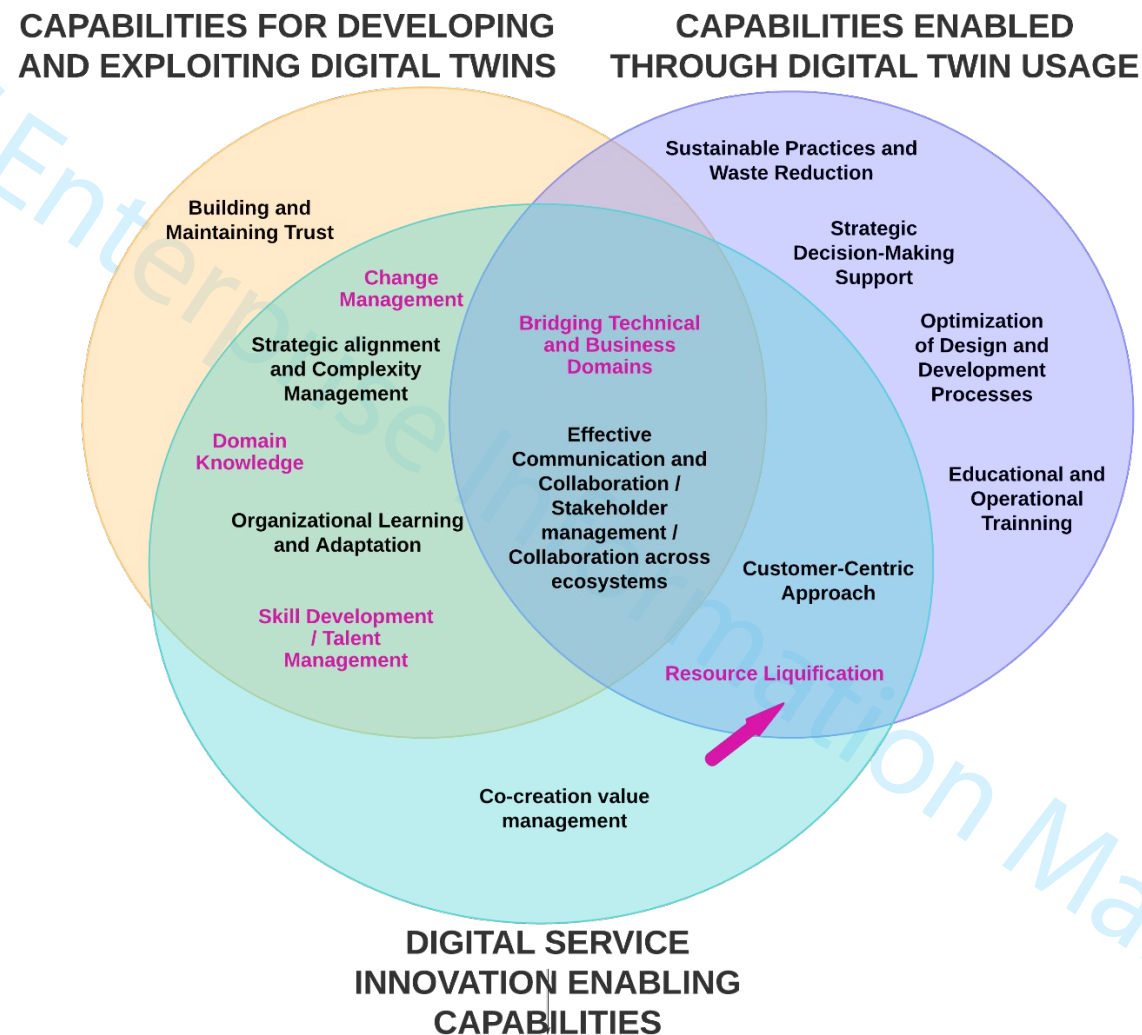 CAPABILITIES FOR DEVELOPING
AND EXPLOITING DIGITAL TWINS
CAPABILITIES ENABLED
THROUGH DIGITAL TWIN USAGE
Building and
Maintaining Trust
Change
Management
Strategic alignment
and Complexity
Management
Domain
Knowledge
Organizational Learning
and Adaptation
Skill Development
/ Talent
Management
Bridging Technical
and Business
Domains
Effective
Communication and
Collaboration /
Stakeholder
management /
Collaboration across
ecosystems
Sustainable Practices and
Waste Reduction
Strategic
Decision-Making
Support
Optimization
of Design and
Development
Processes
Educational and
Operational
Trainning
Customer-Centric
Approach
Resource Liquification
Co-creation value
management
DIGITAL SERVICE
INNOVATION ENABLING
CAPABILITIES
Enterprise Information Ma